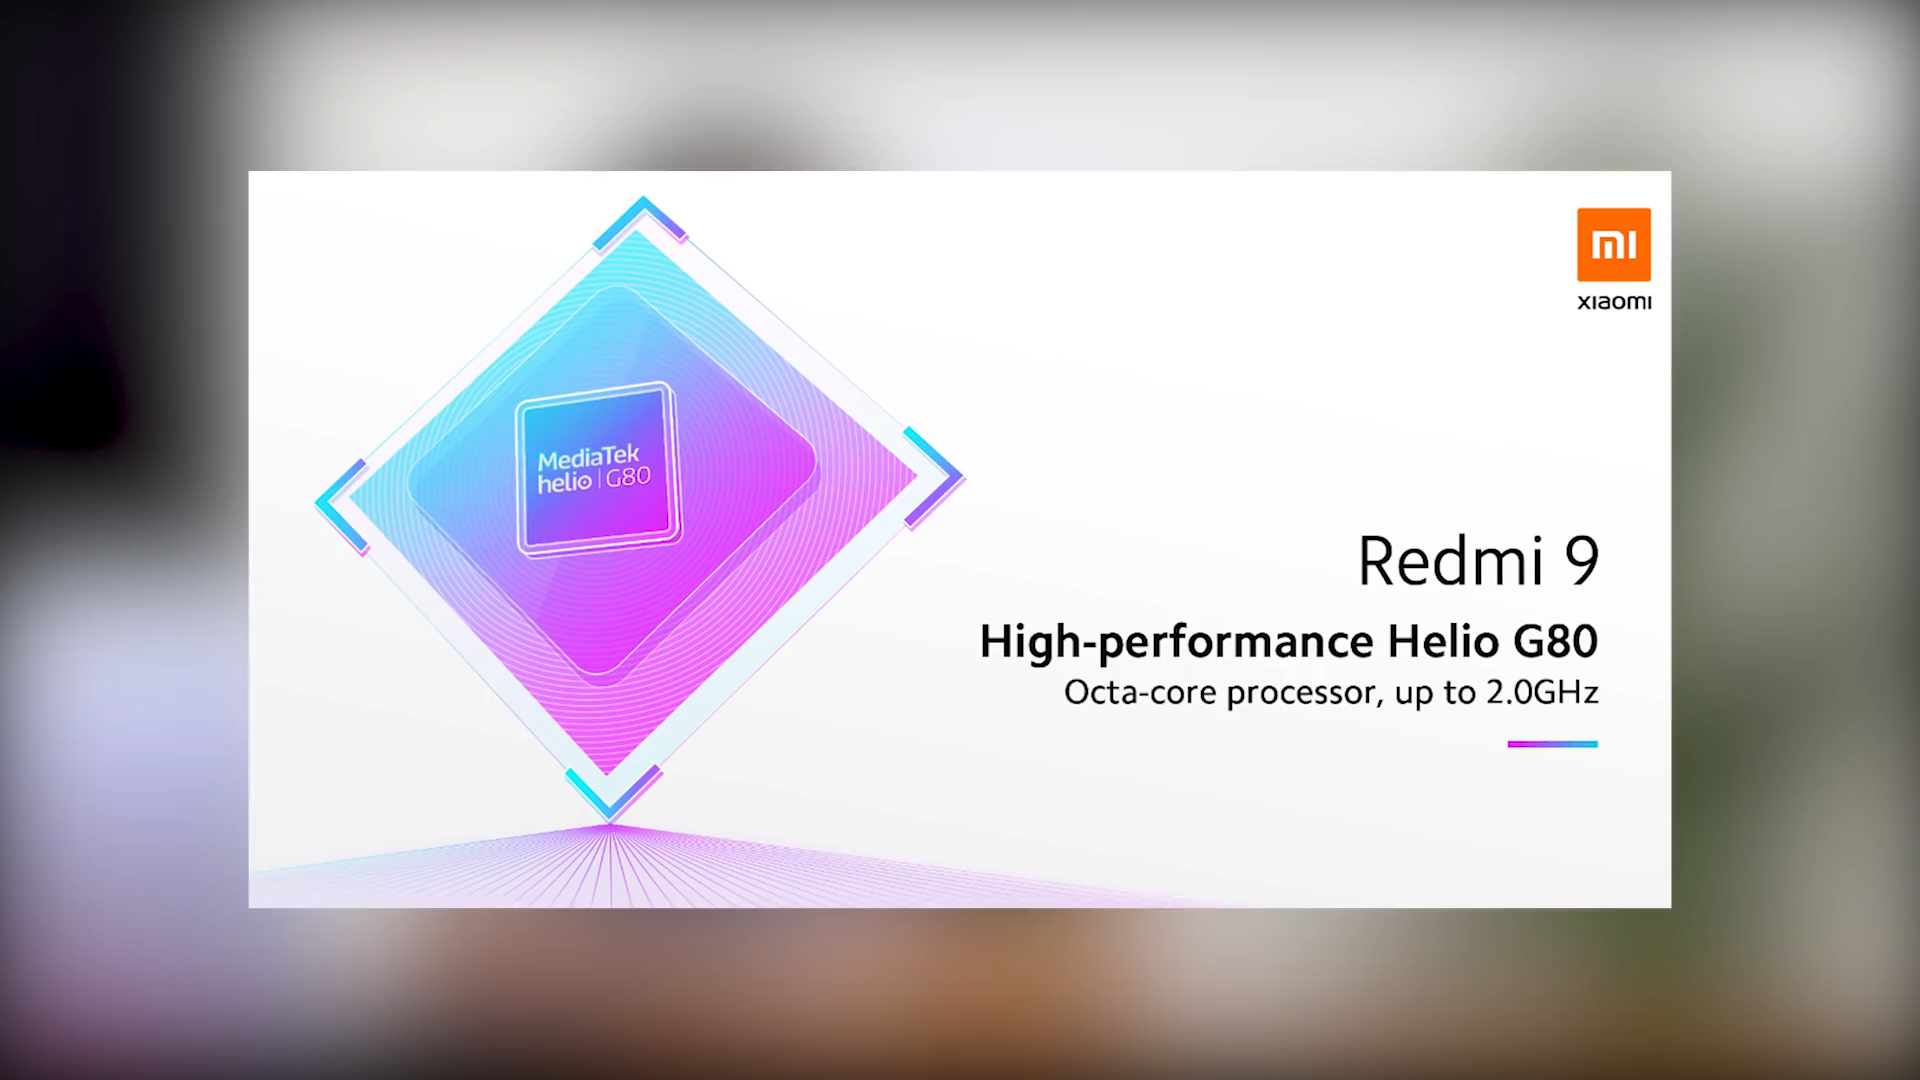 mi
xiaomi
MediaTek
helio | G80
Redmi 9
High-performance Helio G80
Octa-core processor, up to 2.0GHz